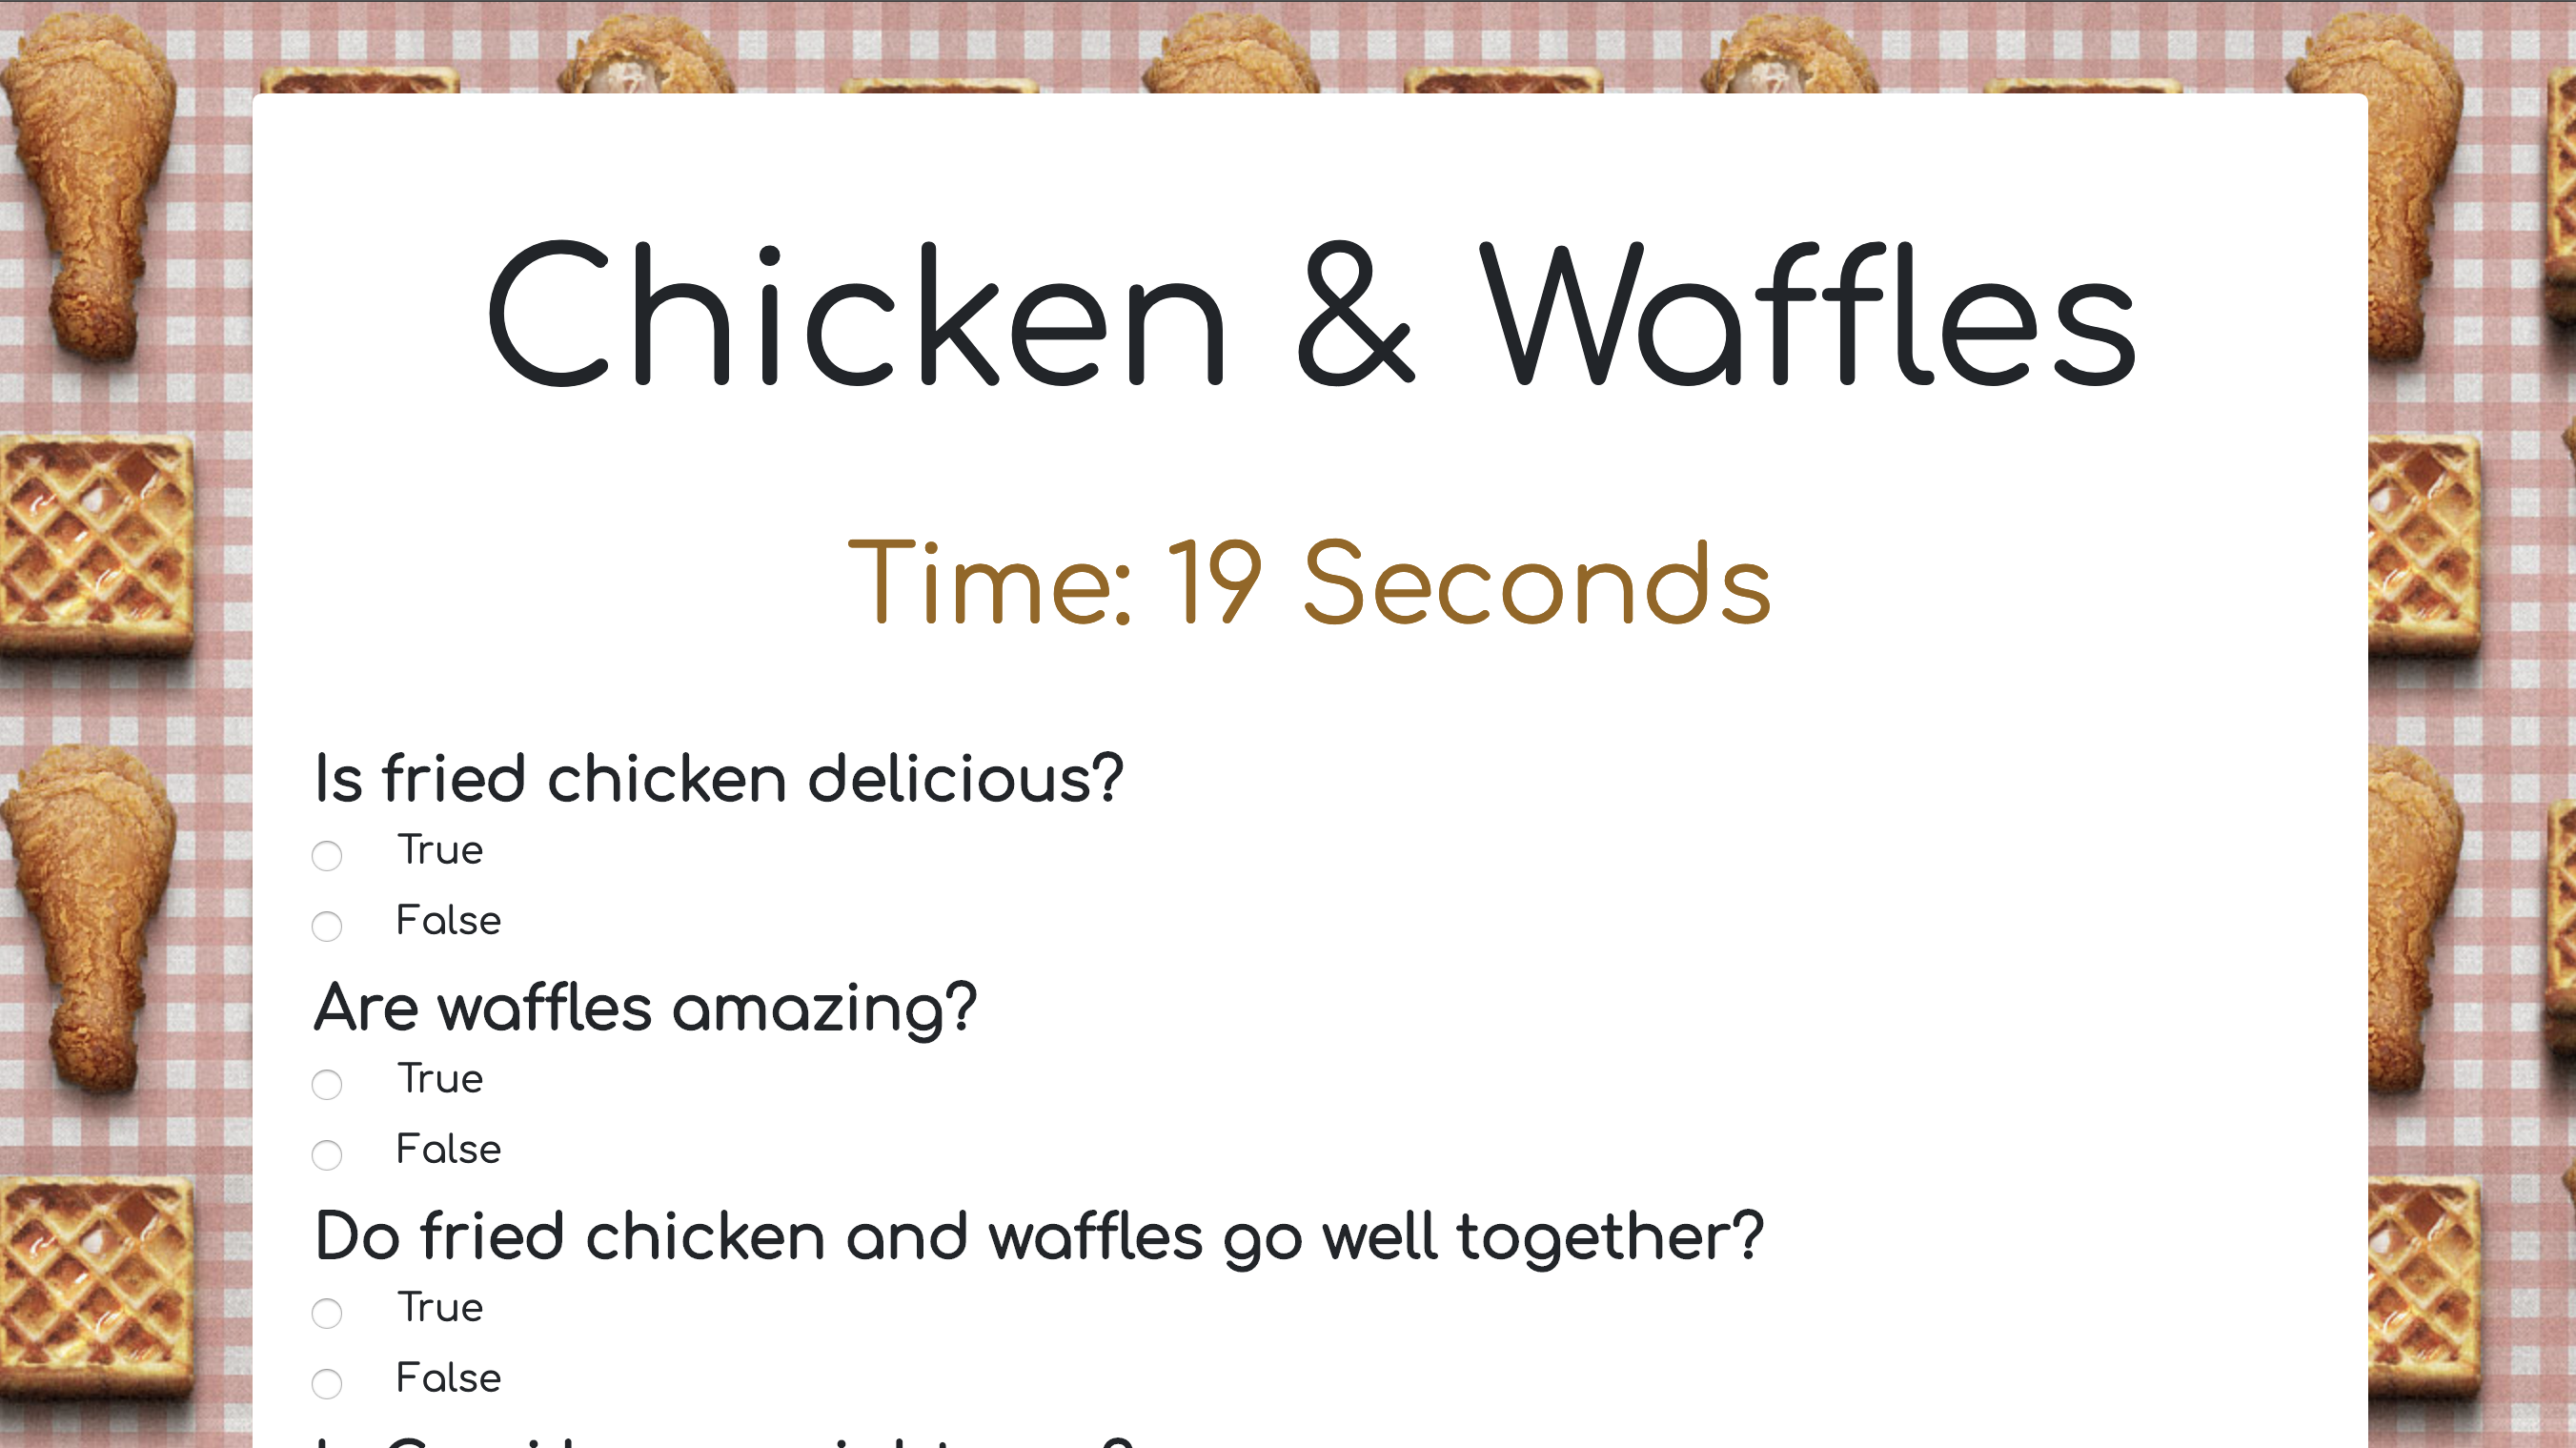 Chicken & Waffles
Time: 19 Seconds
Is fried chicken delicious?
True
False
Are waffles amazing?
True
False
Do fried chicken and waffles go well together?
True
False